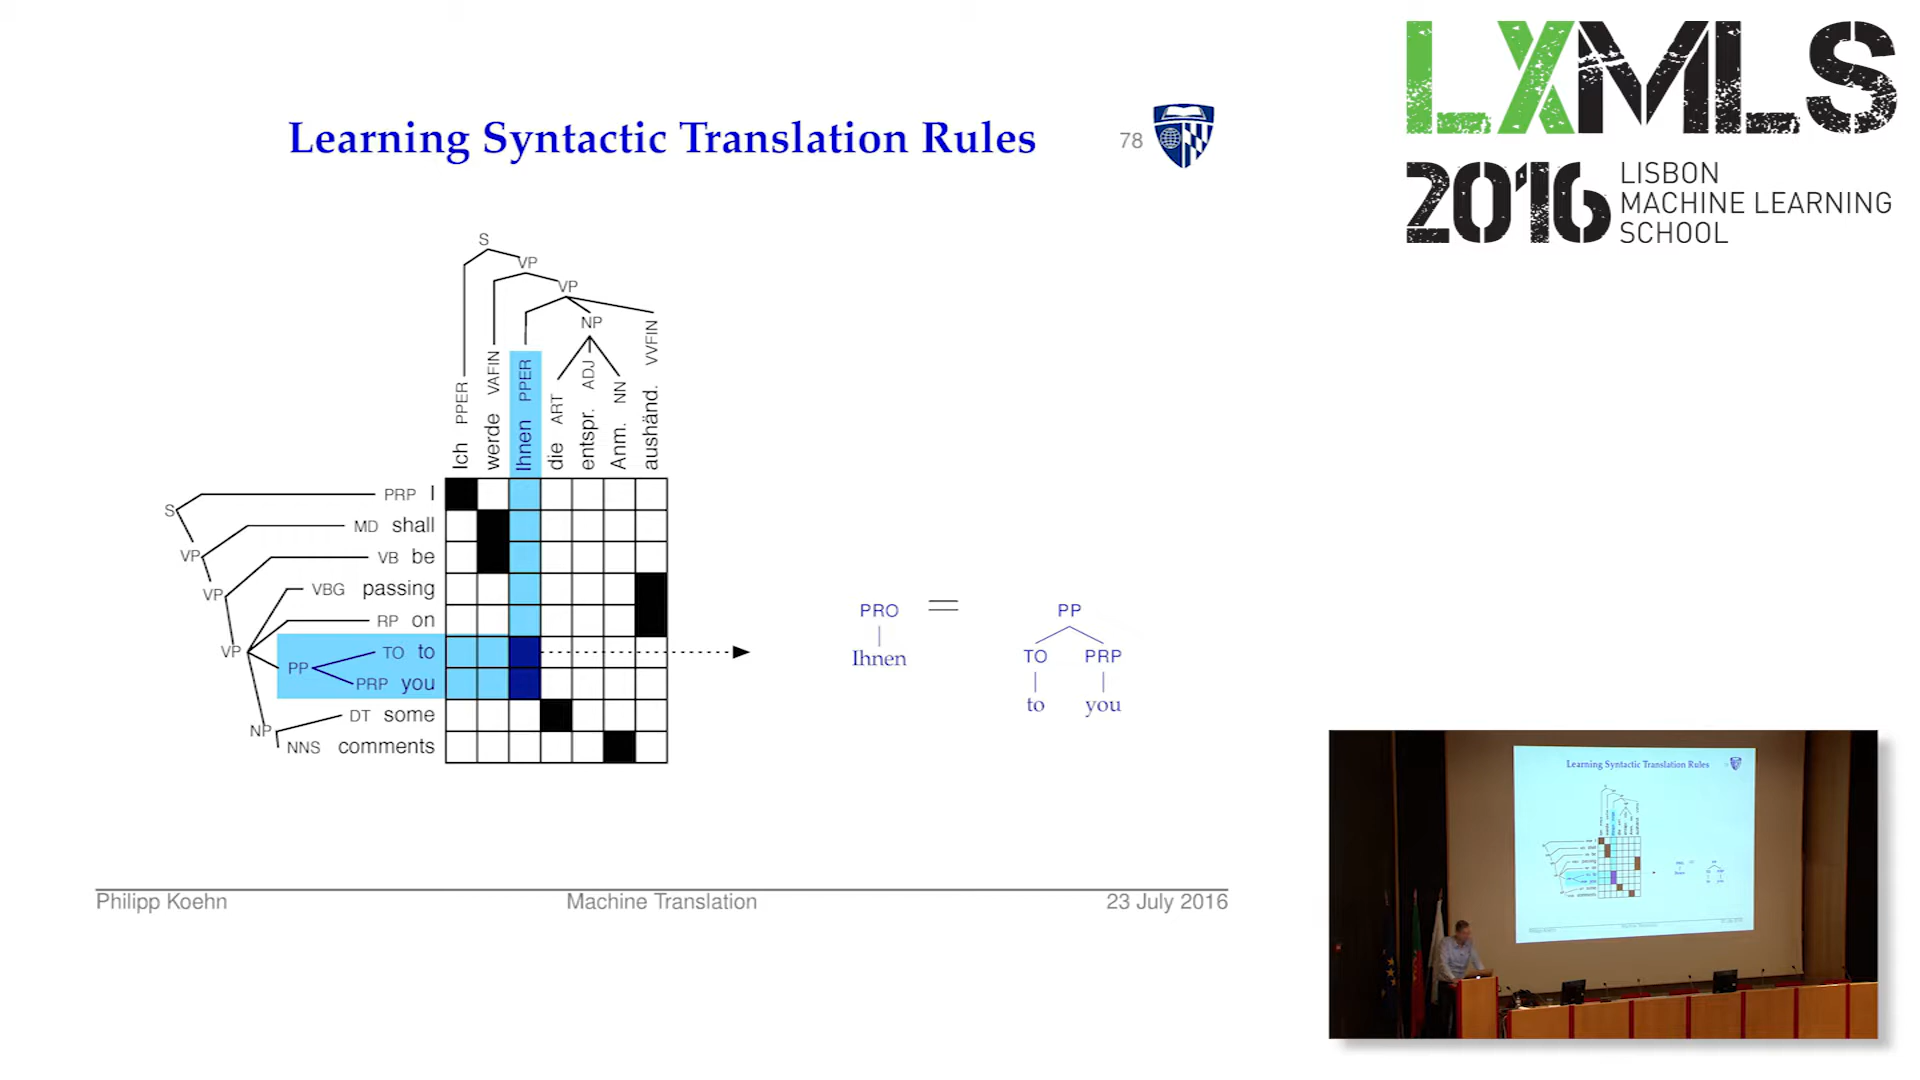 LXMLS
2016 LISBON
MACHINE LEARNING
SCHOOL
Learning Syntactic Translation Rules
78
S
VP
VP
NP
Ich PPER
werde VAFIN
Ihnen PPER
die ART
entspr. ADJ
Anm. NN
aushänd. VVFIN
PRP I
S
MD shall
VP
VB be
VP
VBG passing
RP on
VP
TO to
PP
PRP you
DT some
NP
NNS comments
PRO = PP
Ihnen
TO PRP
to you
Philipp Koehn Machine Translation 23 July 2016
Learning Syntactic Translation Rules